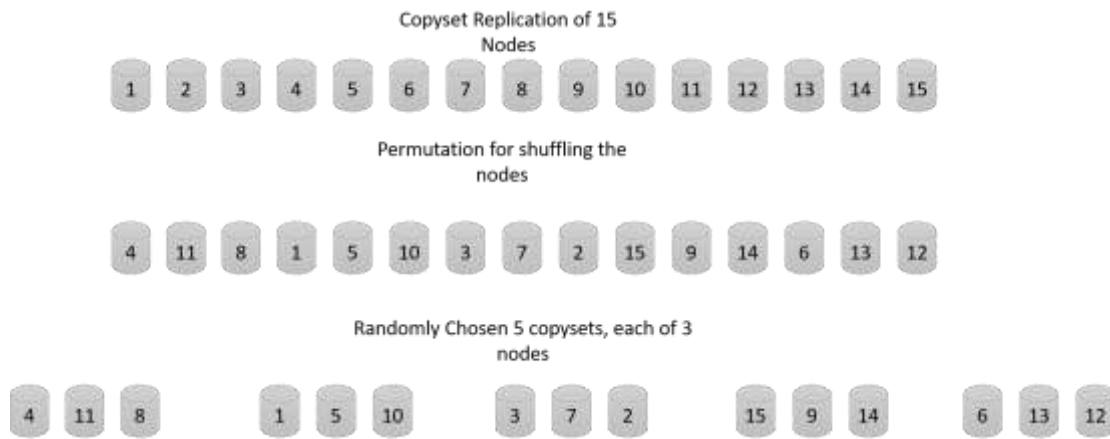 Copyset Replication of 15
Nodes
1 2 3 4 5 6 7 8 9 10 11 12 13 14 15
Permutation for shuffling the
nodes
4 11 8 1 5 10 3 7 2 15 9 14 6 13 12
Randomly Chosen 5 copysets, each of 3
nodes
4 11 8 1 5 10 3 7 2 15 9 14 6 13 12